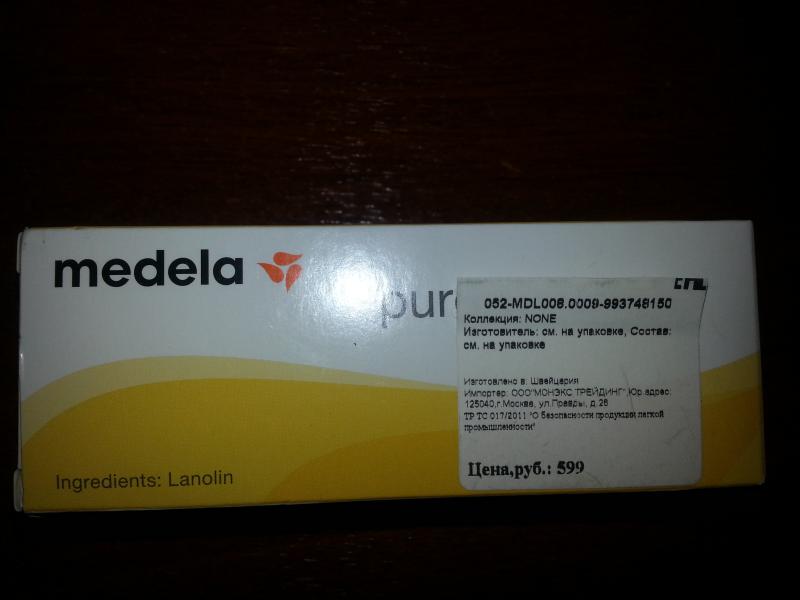 medela
pur
052-MDL006.0009-993748150
Коллекция: NONE
Изготовитель: см. на упаковке, Состав:
см. на упаковке
Изготовлено в: Швейцария
Импортер: ООО"МОНЭКС ТРЕЙДИНГ",Юр.адрес:
125040,г.Москва, ул.Правды, д.26
ТР ТС 017/2011 "О безопасности продукции легкой
промышленности"
Цена,руб.: 599
Ingredients: Lanolin